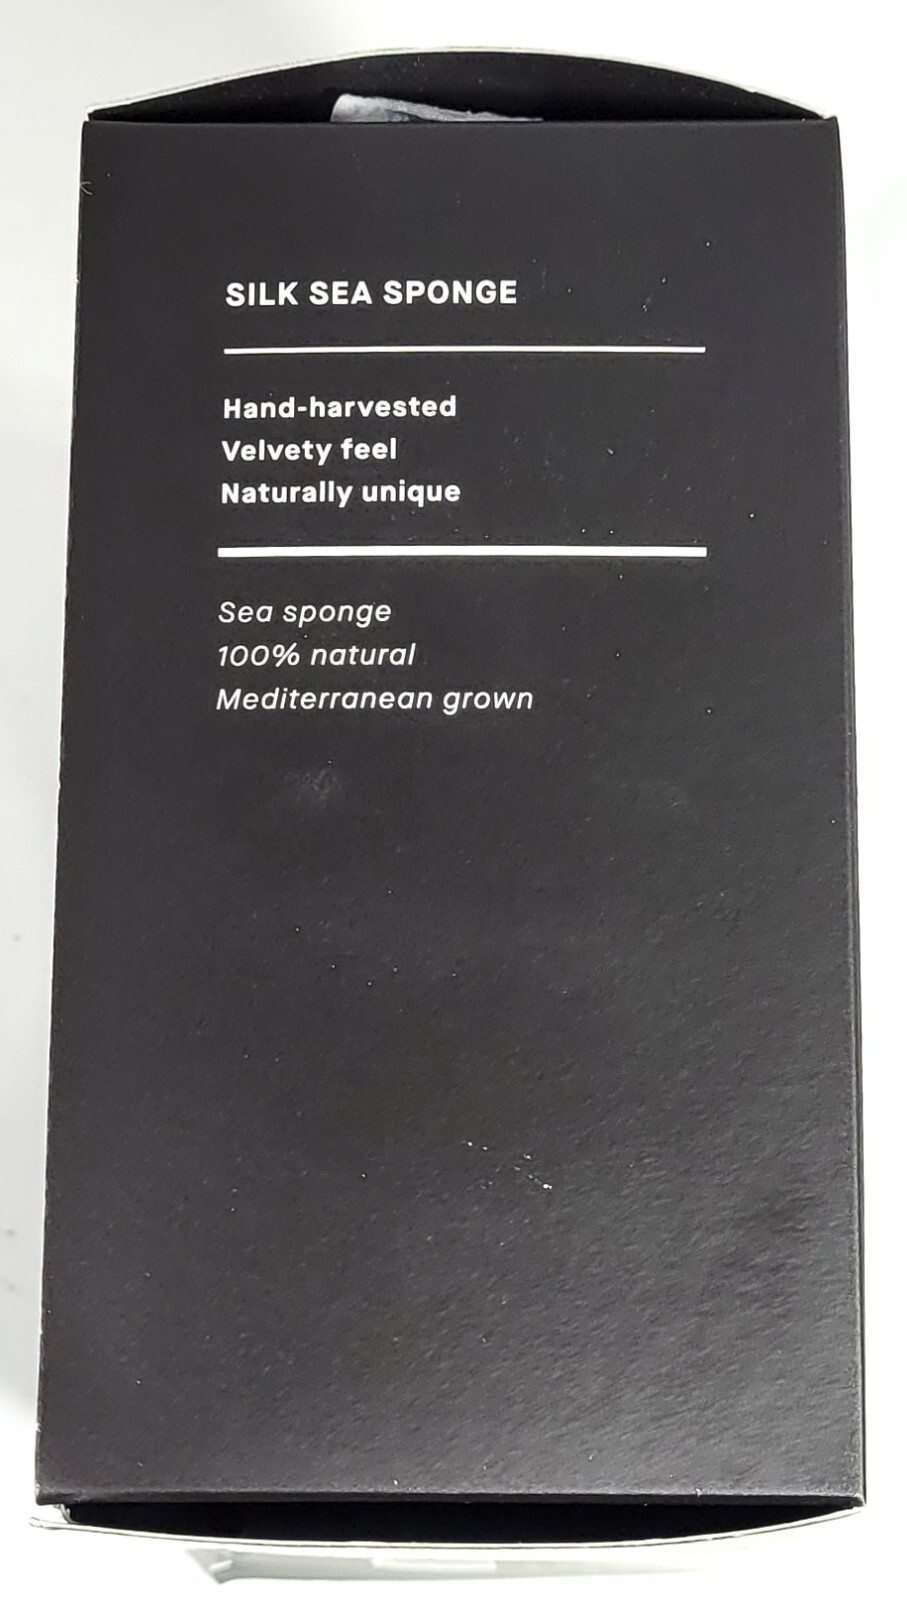 SILK SEA SPONGE
Hand-harvested
Velvety feel
Naturally unique
Sea sponge
100% natural
Mediterranean grown